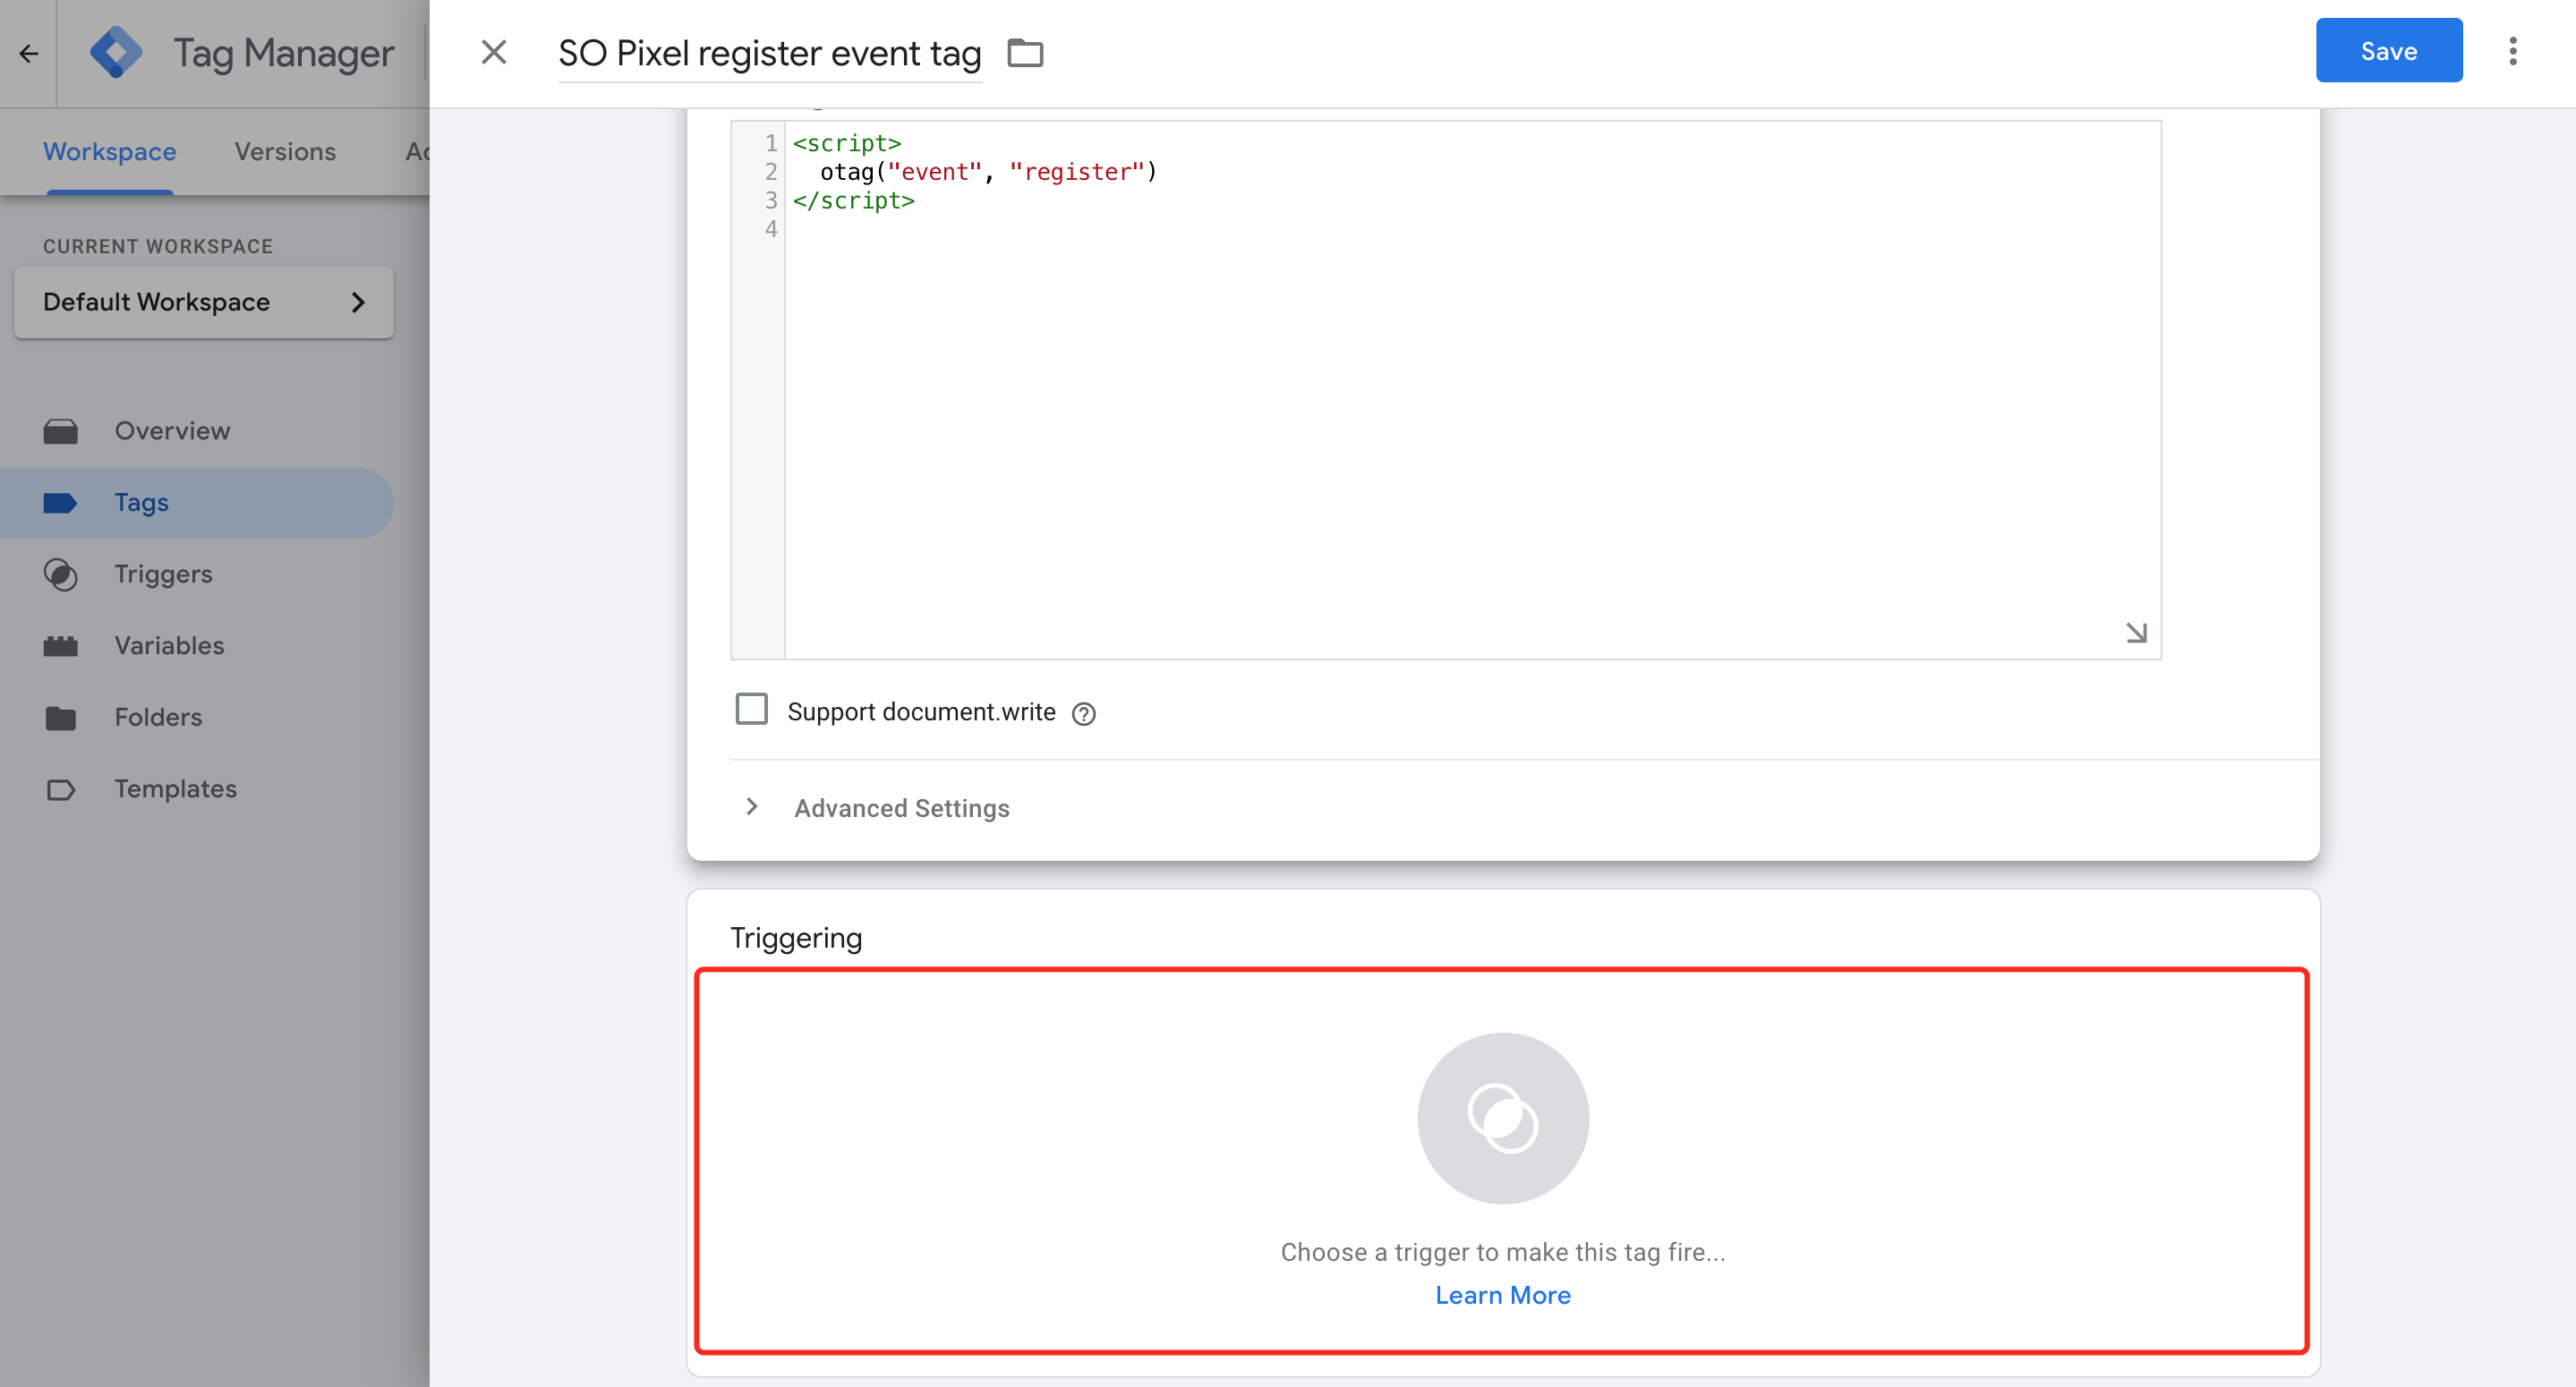 Tag Manager
SO Pixel register event tag
Save
Workspace
Versions
CURRENT WORKSPACE
Default Workspace
Overview
Tags
Triggers
Variables
Folders
Templates
1 <script>
2 otag("event", "register")
3 </script>
4
Support document.write
Advanced Settings
Triggering
Choose a trigger to make this tag fire...
Learn More